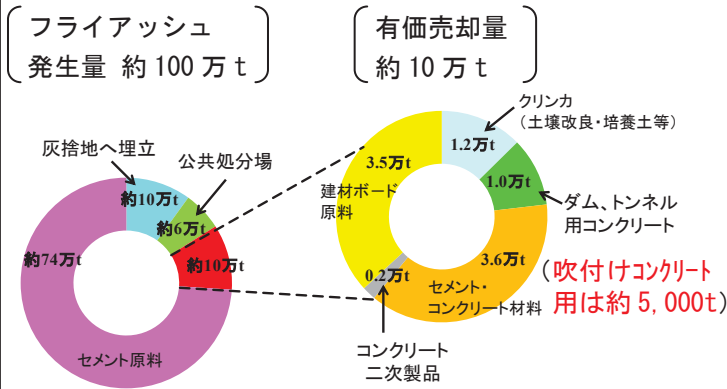 フライアッシュ
発生量 約100万t
有価売却量
約10万t
灰捨地へ埋立
公共処分場
約10万t
約6万t
約10万t
約74万t
セメント原料
クリンカ
(土壌改良・培養土等)
1.2万t
1.0万t
ダム、トンネル
用コンクリート
3.5万t
建材ボード
原料
3.6万t
セメント・
コンクリート材料
(吹付けコンクリート
用は約5,000t)
0.2万t
コンクリート
二次製品